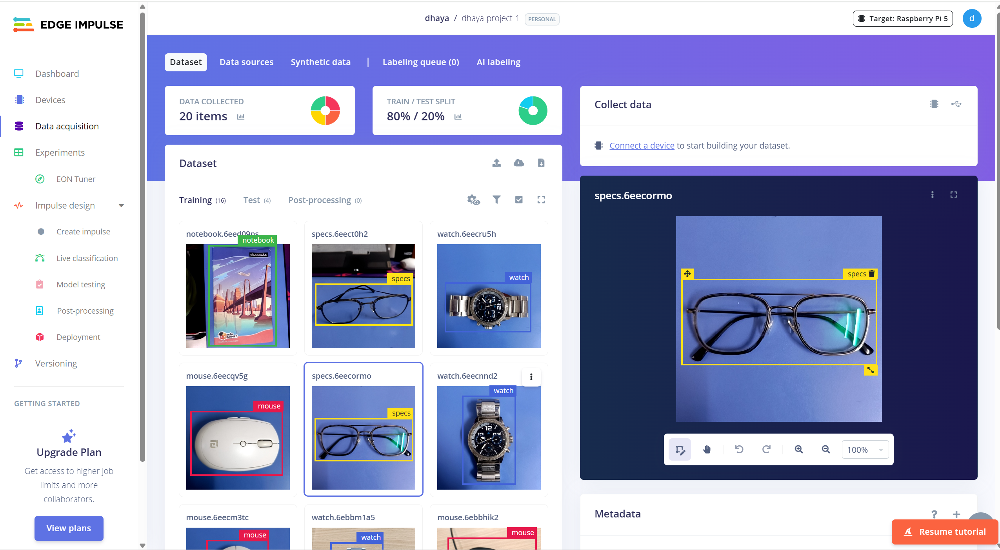 EDGE IMPULSE
dhaya / dhaya-project-1 PERSONAL
Target: Raspberry Pi 5
d
Dashboard
Devices
Data acquisition
Experiments
EON Tuner
Impulse design
Create impulse
Live classification
Model testing
Post-processing
Deployment
Versioning
GETTING STARTED
Upgrade Plan
Get access to higher job
limits and more
collaborators.
View plans
Dataset Data sources Synthetic data | Labeling queue (0) AI labeling
DATA COLLECTED
20 items
TRAIN / TEST SPLIT
80% / 20%
Dataset
Training (16) Test (4) Post-processing (0)
notebook.6eed09ns
notebook
classmate
edu
GAMES
specs.6eect0h2
specs
watch.6eecru5h
watch
12
mouse.6eecqv5g
mouse
specs.6eecormo
specs
watch.6eecnnd2
watch
12
mouse.6eecm3tc
mouse
watch.6ebbm1a5
watch
mouse.6ebbhik2
mouse
Collect data
Connect a device to start building your dataset.
specs.6eecormo
specs
100%
Metadata
?
Resume tutorial